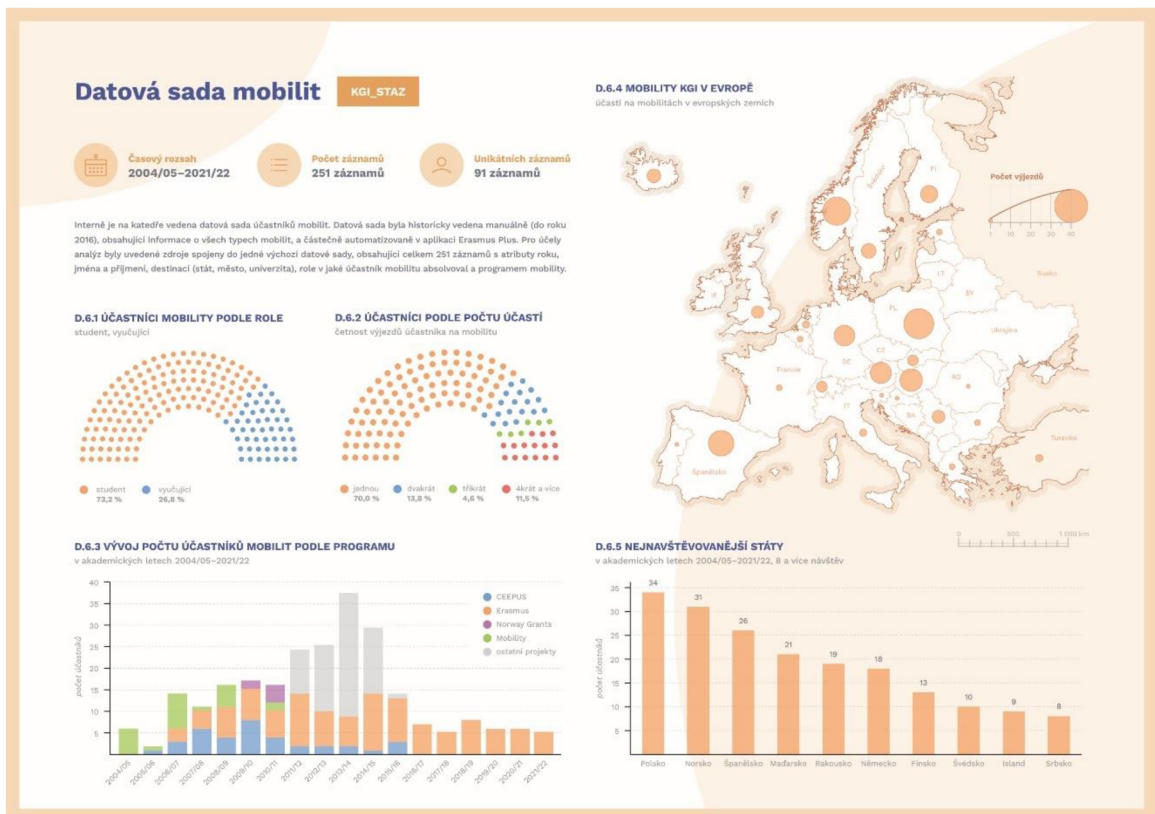 Datová sada mobilit
KGI_STAZ
Časový rozsah
2004/05–2021/22
Počet záznamů
251 záznamů
Unikátních záznamů
91 záznamů
Interně je na katedře vedena datová sada účastníků mobilit. Datová sada byla historicky vedena manuálně (do roku
2016), obsahující informace o všech typech mobilit, a částečně automatizovaně v aplikaci Erasmus Plus. Pro účely
analýz byly uvedené zdroje spojeny do jedné výchozí datové sady, obsahující celkem 251 záznamů s atributy roku,
jména a příjmení, destinací (stát, město, univerzita), role v jaké účastník mobilitu absolvoval a programem mobility.
D.6.1 ÚČASTNÍCI MOBILITY PODLE ROLE
student, vyučující
student
73,2 %
vyučující
26,8 %
D.6.2 ÚČASTNÍCI PODLE POČTU ÚČASTÍ
četnost výjezdů účastníka na mobilitu
jednou
70,0 %
dvakrát
13,8 %
třikrát
4,6 %
4krát a více
11,5 %
D.6.3 VÝVOJ POČTU ÚČASTNÍKŮ MOBILIT PODLE PROGRAMU
v akademických letech 2004/05–2021/22
počet účastníků
40
35
30
25
20
15
10
5
CEEPUS
Erasmus
Norway Grants
Mobility
ostatní projekty
2004/05
2005/06
2006/07
2007/08
2008/09
2009/10
2010/11
2011/12
2012/13
2013/14
2014/15
2015/16
2016/17
2017/18
2018/19
2019/20
2020/21
2021/22
D.6.4 MOBILITY KGI V EVROPĚ
účasti na mobilitách v evropských zemích
Počet výjezdů
1 10 20 30 40
FI
Švédsko
LT
Rusko
BY
PL
Ukrajina
DE
CZ
Francie
RO
IT
BA
Španělsko
Turecko
0 500 1 000 km
D.6.5 NEJNAVŠTĚVOVANĚJŠÍ STÁTY
v akademických letech 2004/05–2021/22, 8 a více návštěv
počet účastníků
35
30
25
20
15
10
5
34
31
26
21
19
18
13
10
9
8
Polsko
Norsko
Španělsko
Maďarsko
Rakousko
Německo
Finsko
Švédsko
Island
Srbsko